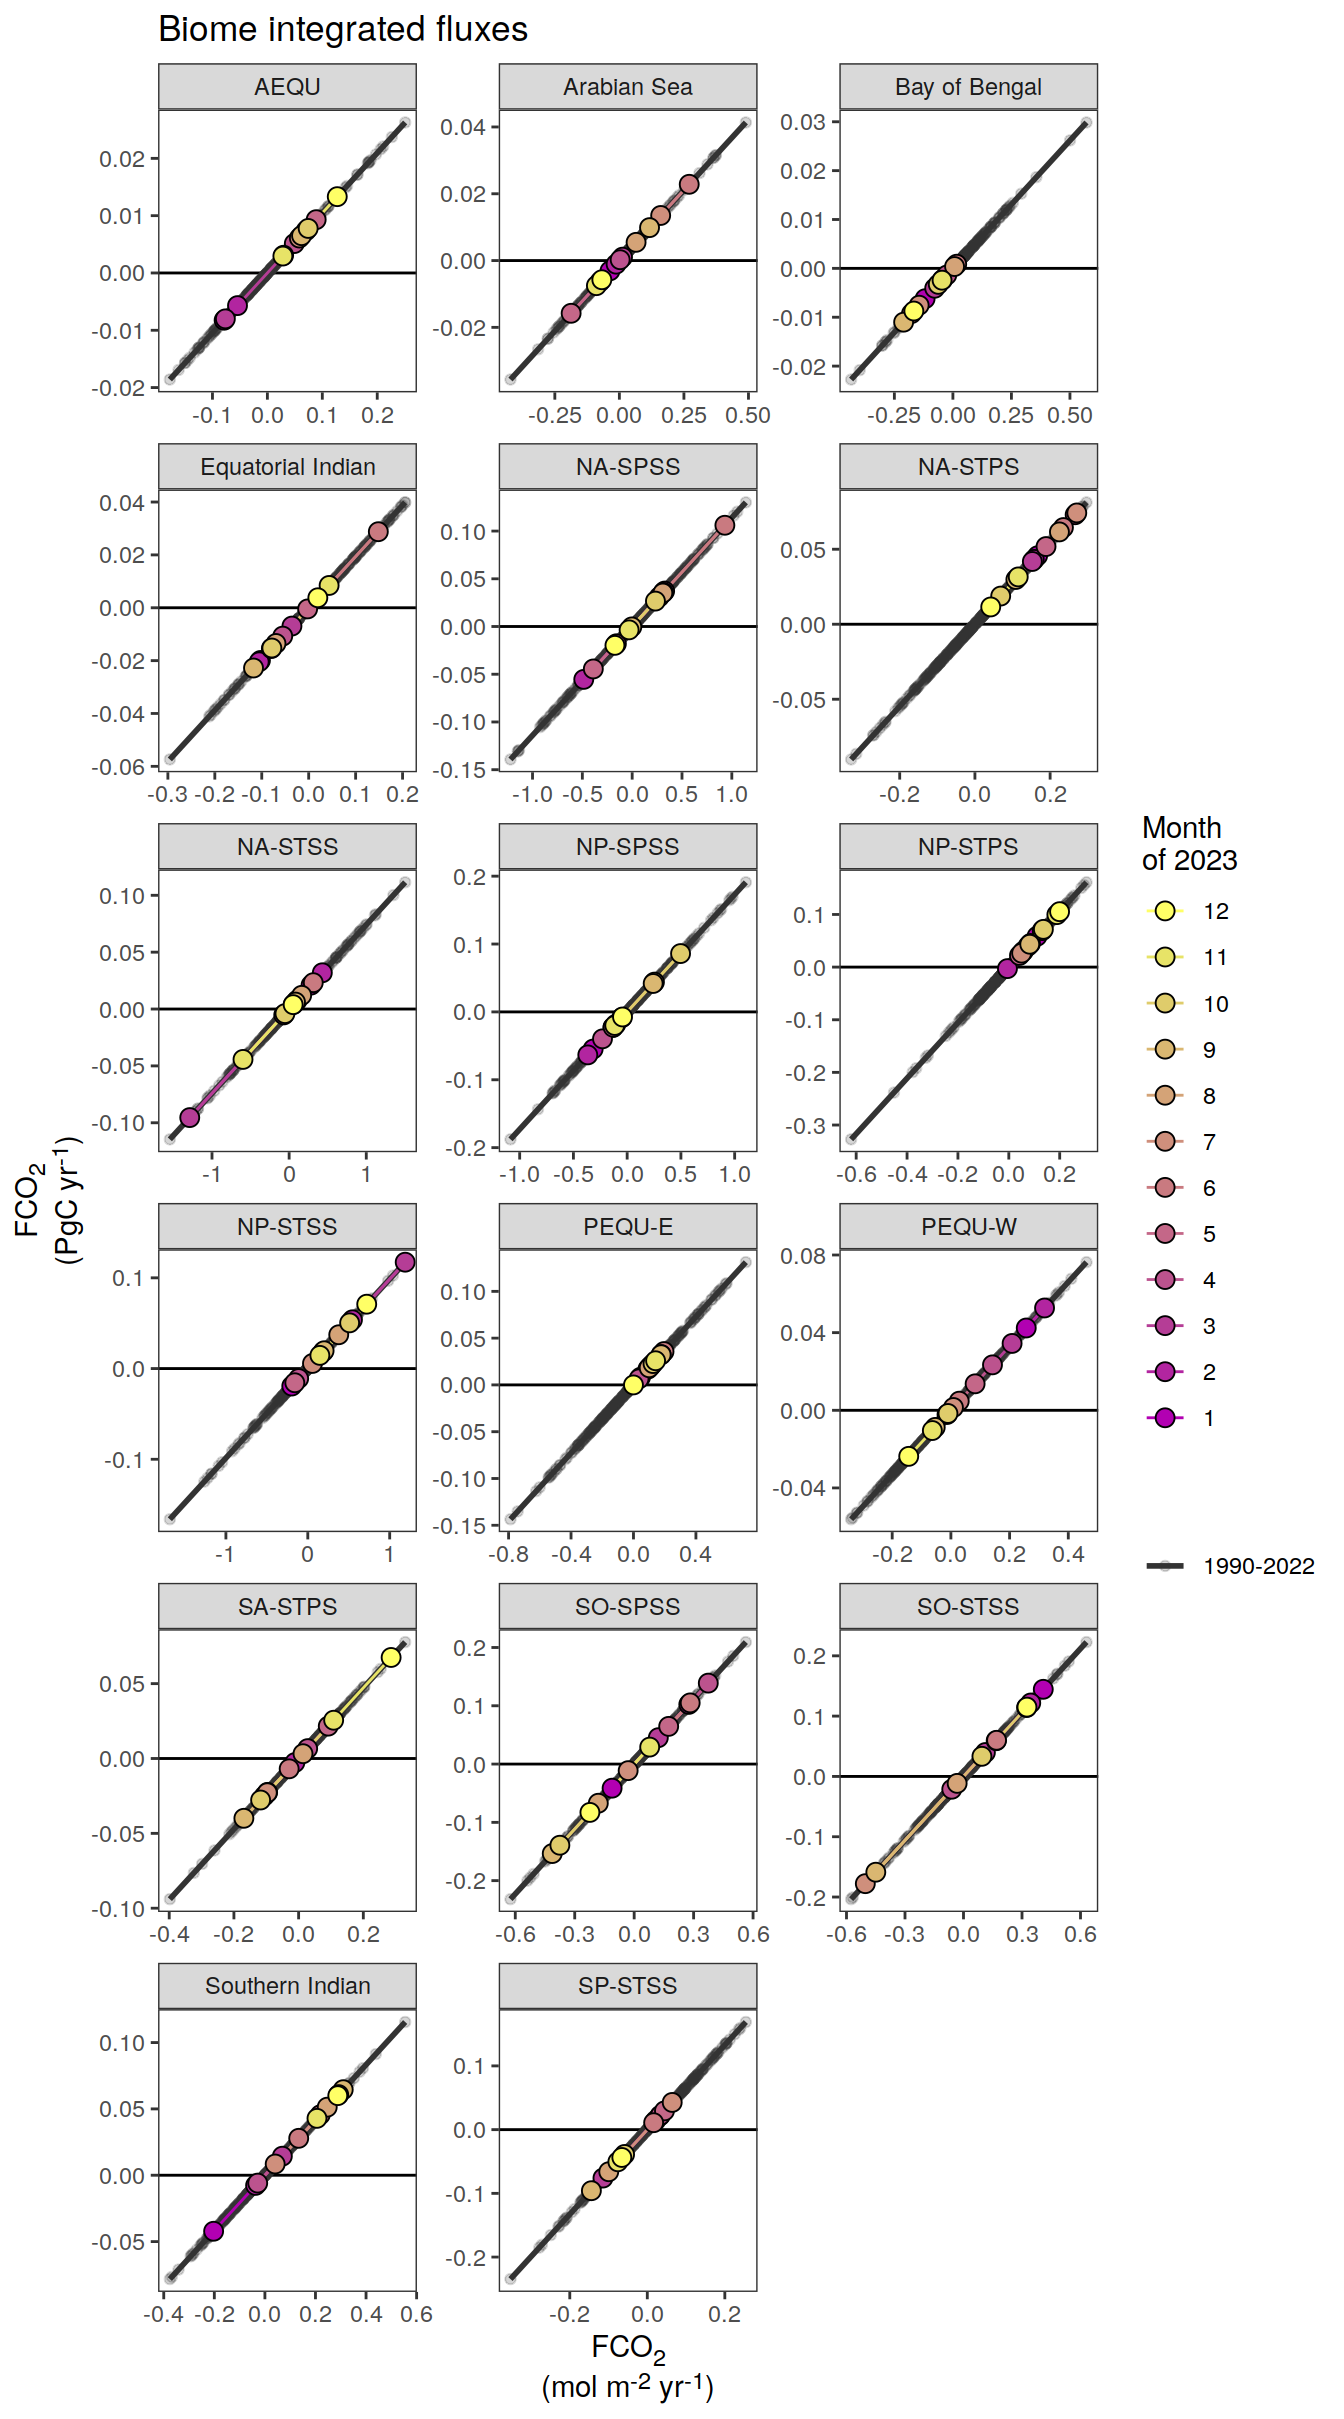 Biome integrated fluxes
AEQU Arabian Sea Bay of Bengal
0.02 0.01 0.00 -0.01 -0.02
-0.1 0.0 0.1 0.2
0.04 0.02 0.00 -0.02
-0.25 0.00 0.25 0.50
0.03 0.02 0.01 0.00 -0.01 -0.02
-0.25 0.00 0.25 0.50
Equatorial Indian NA-SPSS NA-STPS
0.04 0.02 0.00 -0.02 -0.04 -0.06
-0.3 -0.2 -0.1 0.0 0.1 0.2
0.10 0.05 0.00 -0.05 -0.10 -0.15
-1.0 -0.5 0.0 0.5 1.0
0.05 0.00 -0.05
-0.2 0.0 0.2
NA-STSS NP-SPSS NP-STPS
0.10 0.05 0.00 -0.05 -0.10
-1 0 1
0.2 0.1 0.0 -0.1 -0.2
-1.0 -0.5 0.0 0.5 1.0
0.1 0.0 -0.1 -0.2 -0.3
-0.6 -0.4 -0.2 0.0 0.2
NP-STSS PEQU-E PEQU-W
0.1 0.0 -0.1
-1 0 1
0.10 0.05 0.00 -0.05 -0.10 -0.15
-0.8 -0.4 0.0 0.4
0.08 0.04 0.00 -0.04
-0.2 0.0 0.2 0.4
SA-STPS SO-SPSS SO-STSS
0.05 0.00 -0.05 -0.10
-0.4 -0.2 0.0 0.2
0.2 0.1 0.0 -0.1 -0.2
-0.6 -0.3 0.0 0.3 0.6
0.2 0.1 0.0 -0.1 -0.2
-0.6 -0.3 0.0 0.3 0.6
Southern Indian SP-STSS
0.10 0.05 0.00 -0.05
-0.4 -0.2 0.0 0.2 0.4 0.6
0.1 0.0 -0.1 -0.2
-0.2 0.0 0.2
FCO₂
(PgC yr⁻¹)
FCO₂
(mol m⁻² yr⁻¹)
Month
of 2023
12
11
10
9
8
7
6
5
4
3
2
1
1990-2022